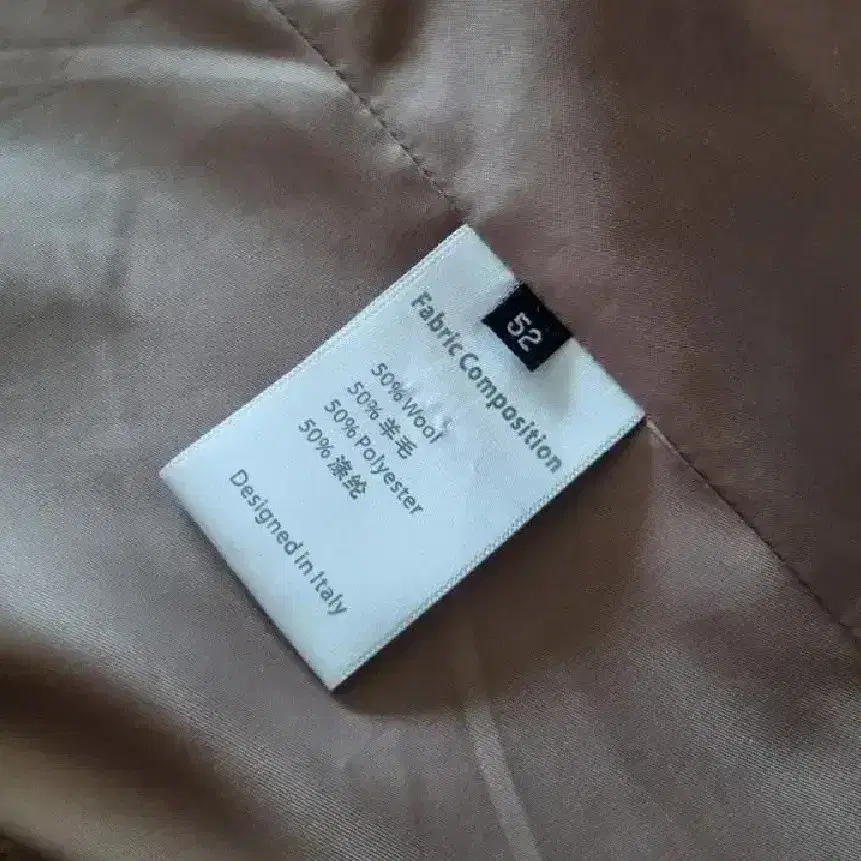 52
Fabric Composition
50% Wool
50% 羊毛
50% Polyester
50% 涤纶
Designed in Italy